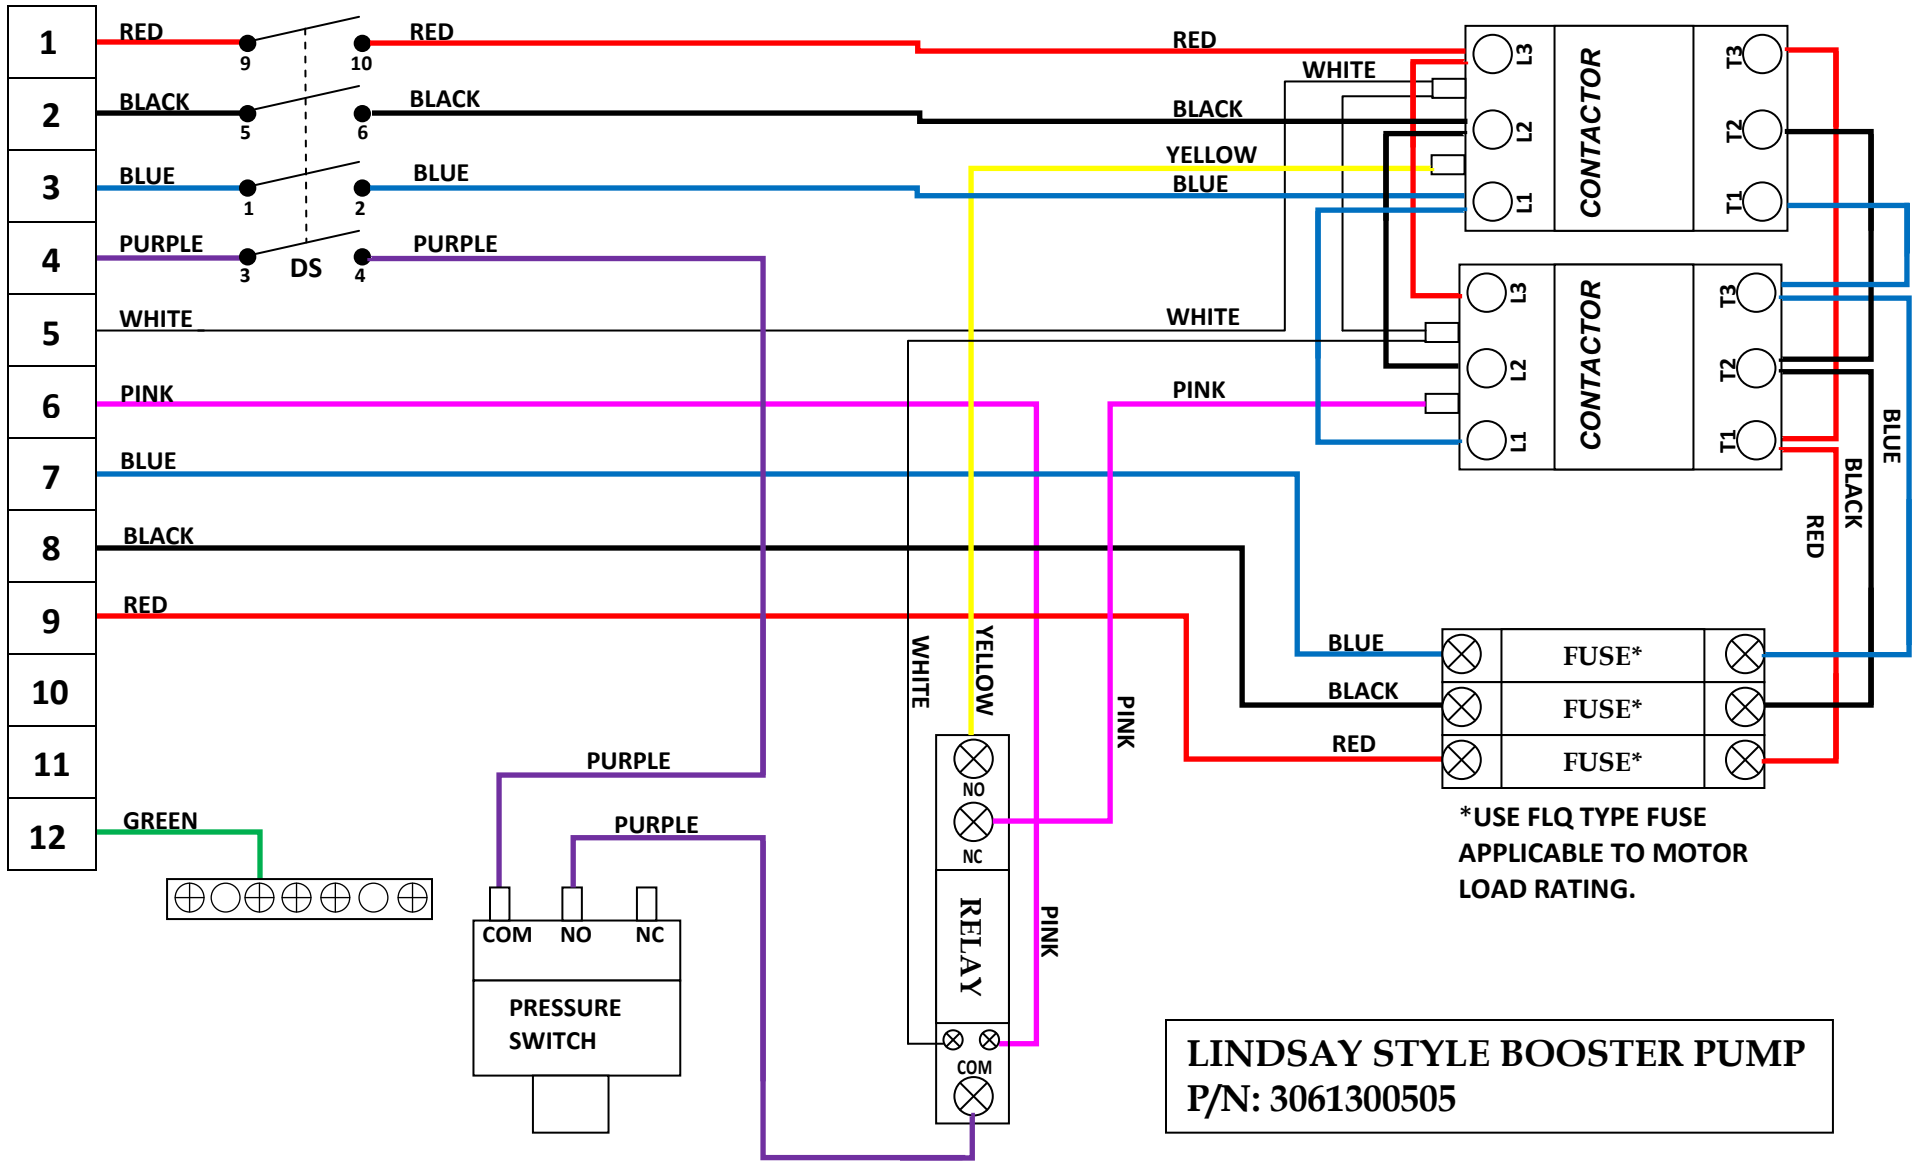 1
RED
9
10
RED
RED
2
BLACK
5
6
BLACK
BLACK
3
BLUE
1
2
BLUE
BLUE
4
PURPLE
3
DS
4
PURPLE
5
WHITE
6
PINK
7
BLUE
8
BLACK
9
RED
10
11
12
GREEN
WHITE
YELLOW
WHITE
PINK
L3
L2
L1
CONTACTOR
T3
T2
T1
L3
L2
L1
CONTACTOR
T3
T2
T1
BLUE
BLACK
RED
BLUE
FUSE*
BLACK
FUSE*
RED
FUSE*
*USE FLQ TYPE FUSE
APPLICABLE TO MOTOR
LOAD RATING.
WHITE
YELLOW
PINK
PINK
PURPLE
PURPLE
COM
NO
NC
PRESSURE
SWITCH
NO
NC
RELAY
COM
LINDSAY STYLE BOOSTER PUMP
P/N: 3061300505